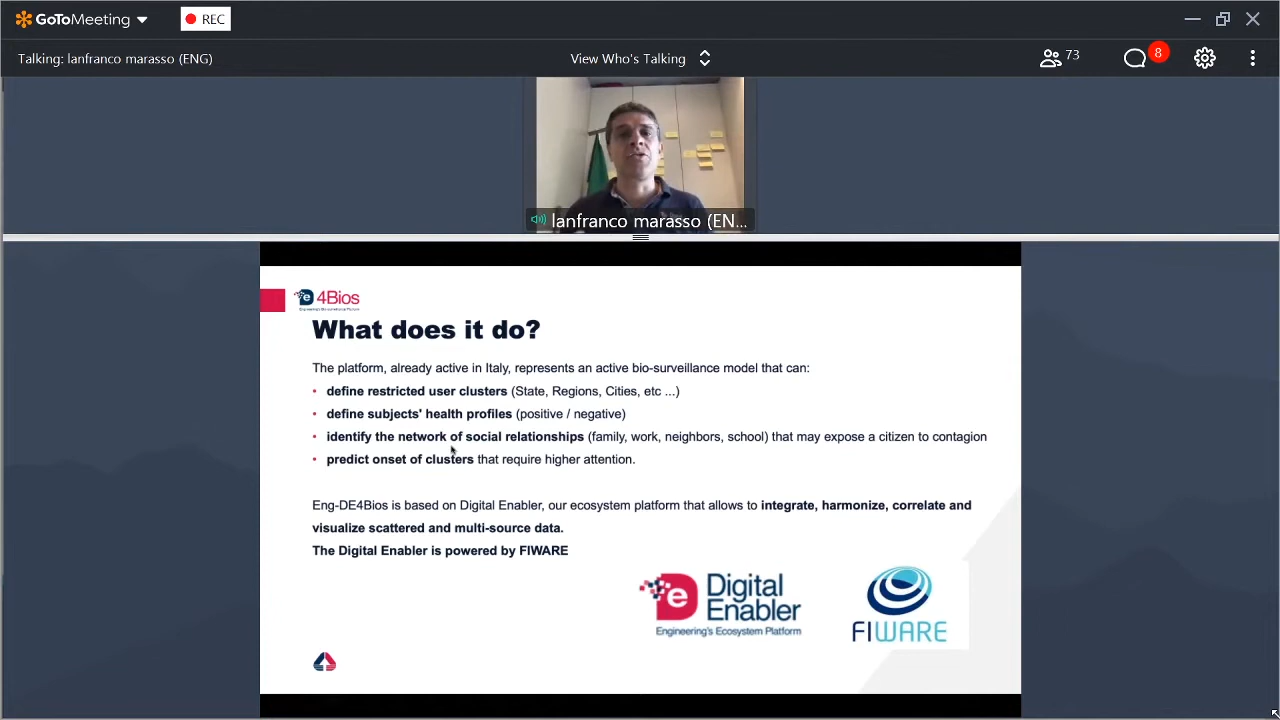 GoToMeeting
REC
Talking: lanfranco marasso (ENG)
View Who's Talking
73
8
lanfranco marasso (EN...
e 4Bios
What does it do?
The platform, already active in Italy, represents an active bio-surveillance model that can:
• define restricted user clusters (State, Regions, Cities, etc ...)
• define subjects' health profiles (positive / negative)
• identify the network of social relationships (family, work, neighbors, school) that may expose a citizen to contagion
• predict onset of clusters that require higher attention.
Eng-DE4Bios is based on Digital Enabler, our ecosystem platform that allows to integrate, harmonize, correlate and
visualize scattered and multi-source data.
The Digital Enabler is powered by FIWARE
e Digital
Enabler
Engineering's Ecosystem Platform
FIWARE